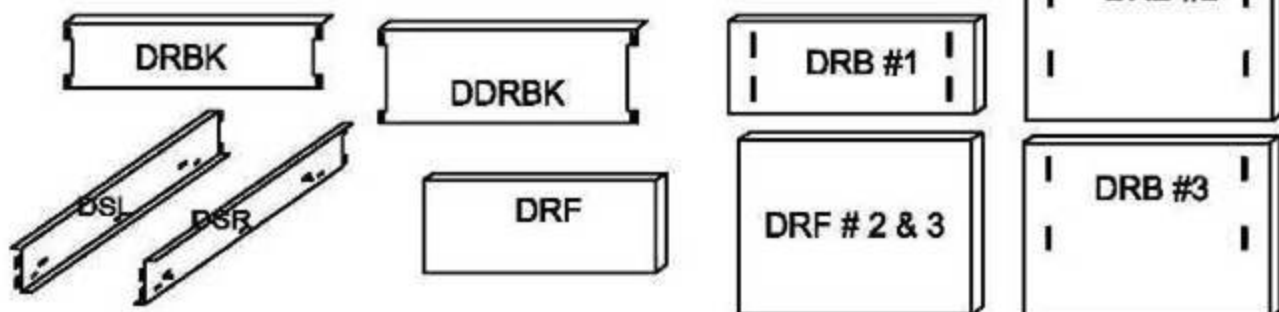 DRBK
DDRBK
DRB #1
DSL
DSR
DRF
DRF # 2 & 3
DRB #3